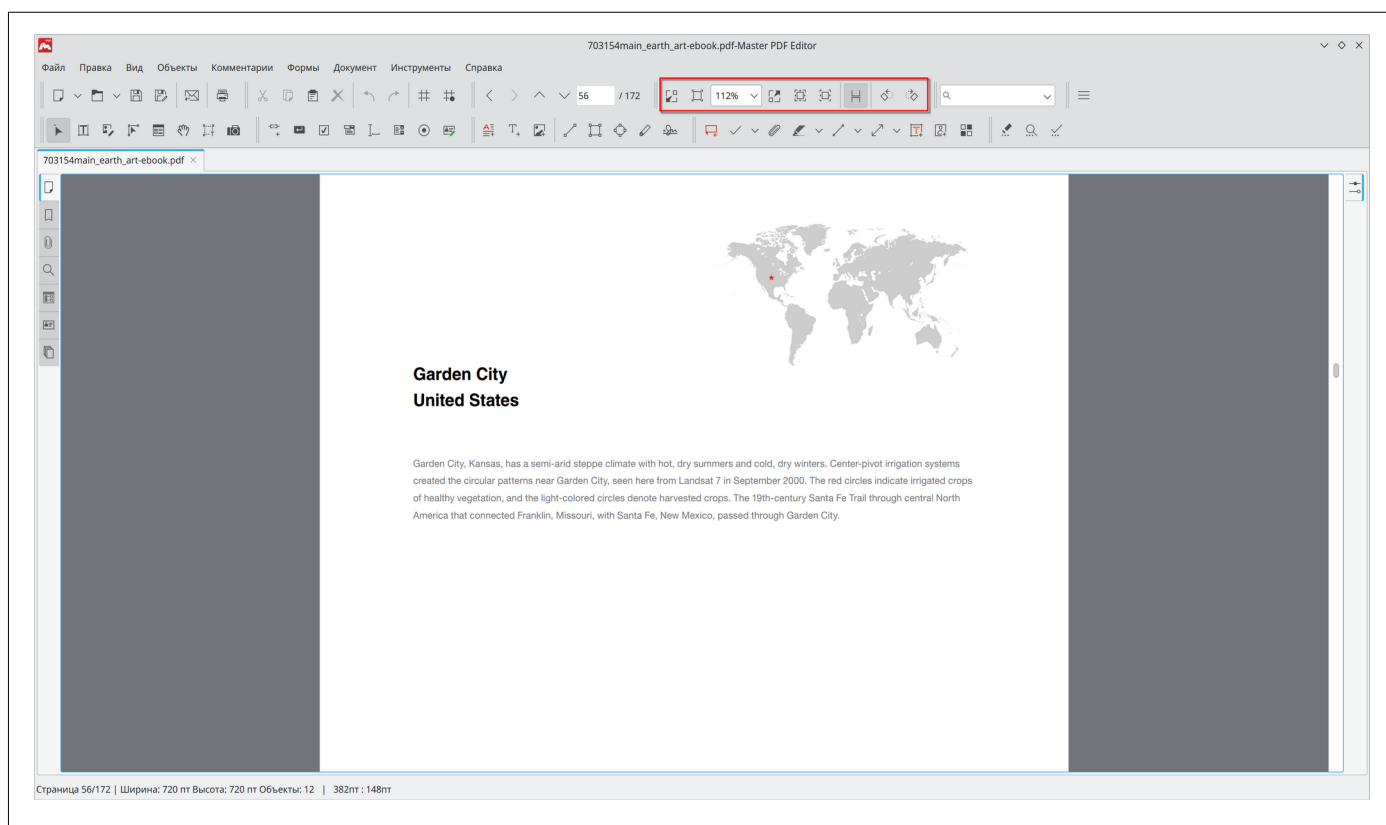 703154main_earth_art-ebook.pdf-Master PDF Editor
Файл Правка Вид Объекты Комментарии Формы Документ Инструменты Справка
56 / 172 112%
703154main_earth_art-ebook.pdf
Garden City
United States
Garden City, Kansas, has a semi-arid steppe climate with hot, dry summers and cold, dry winters. Center-pivot irrigation systems
created the circular patterns near Garden City, seen here from Landsat 7 in September 2000. The red circles indicate irrigated crops
of healthy vegetation, and the light-colored circles denote harvested crops. The 19th-century Santa Fe Trail through central North
America that connected Franklin, Missouri, with Santa Fe, New Mexico, passed through Garden City.
Страница 56/172 | Ширина: 720 пт Высота: 720 пт Объекты: 12 | 382пт : 148пт